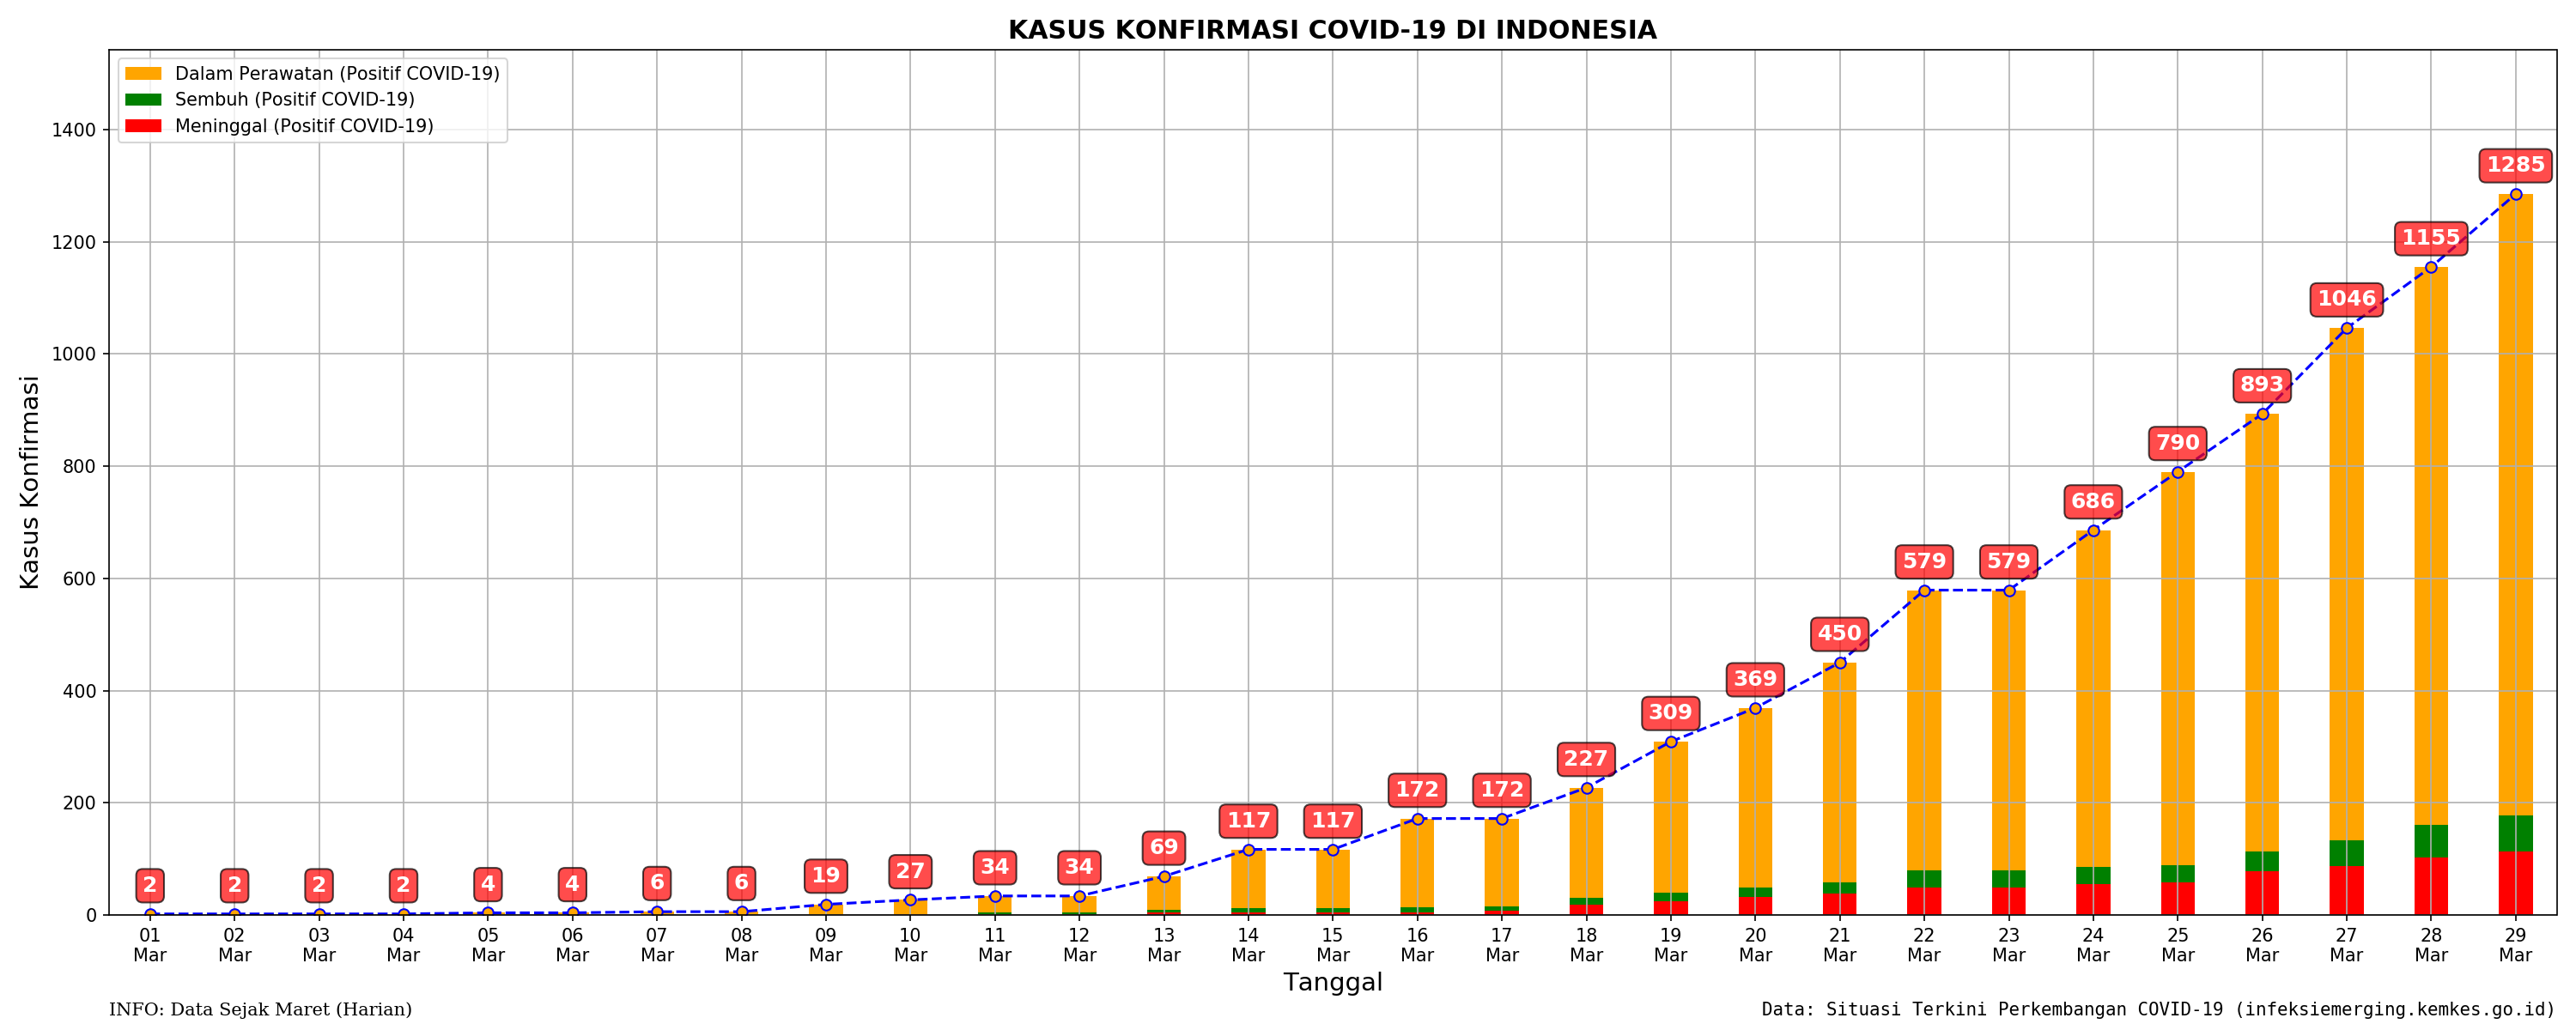 KASUS KONFIRMASI COVID-19 DI INDONESIA
Dalam Perawatan (Positif COVID-19)
Sembuh (Positif COVID-19)
Meninggal (Positif COVID-19)
Kasus Konfirmasi
1400
1200
1000
800
600
400
200
0
2 2 2 2 4 4 6 6 19 27 34 34 69 117 117 172 172 227 309 369 450 579 579 686 790 893 1046 1155 1285
01 02 03 04 05 06 07 08 09 10 11 12 13 14 15 16 17 18 19 20 21 22 23 24 25 26 27 28 29
Mar Mar Mar Mar Mar Mar Mar Mar Mar Mar Mar Mar Mar Mar Mar Mar Mar Mar Mar Mar Mar Mar Mar Mar Mar Mar Mar Mar Mar
Tanggal
INFO: Data Sejak Maret (Harian)
Data: Situasi Terkini Perkembangan COVID-19 (infeksiemerging.kemkes.go.id)